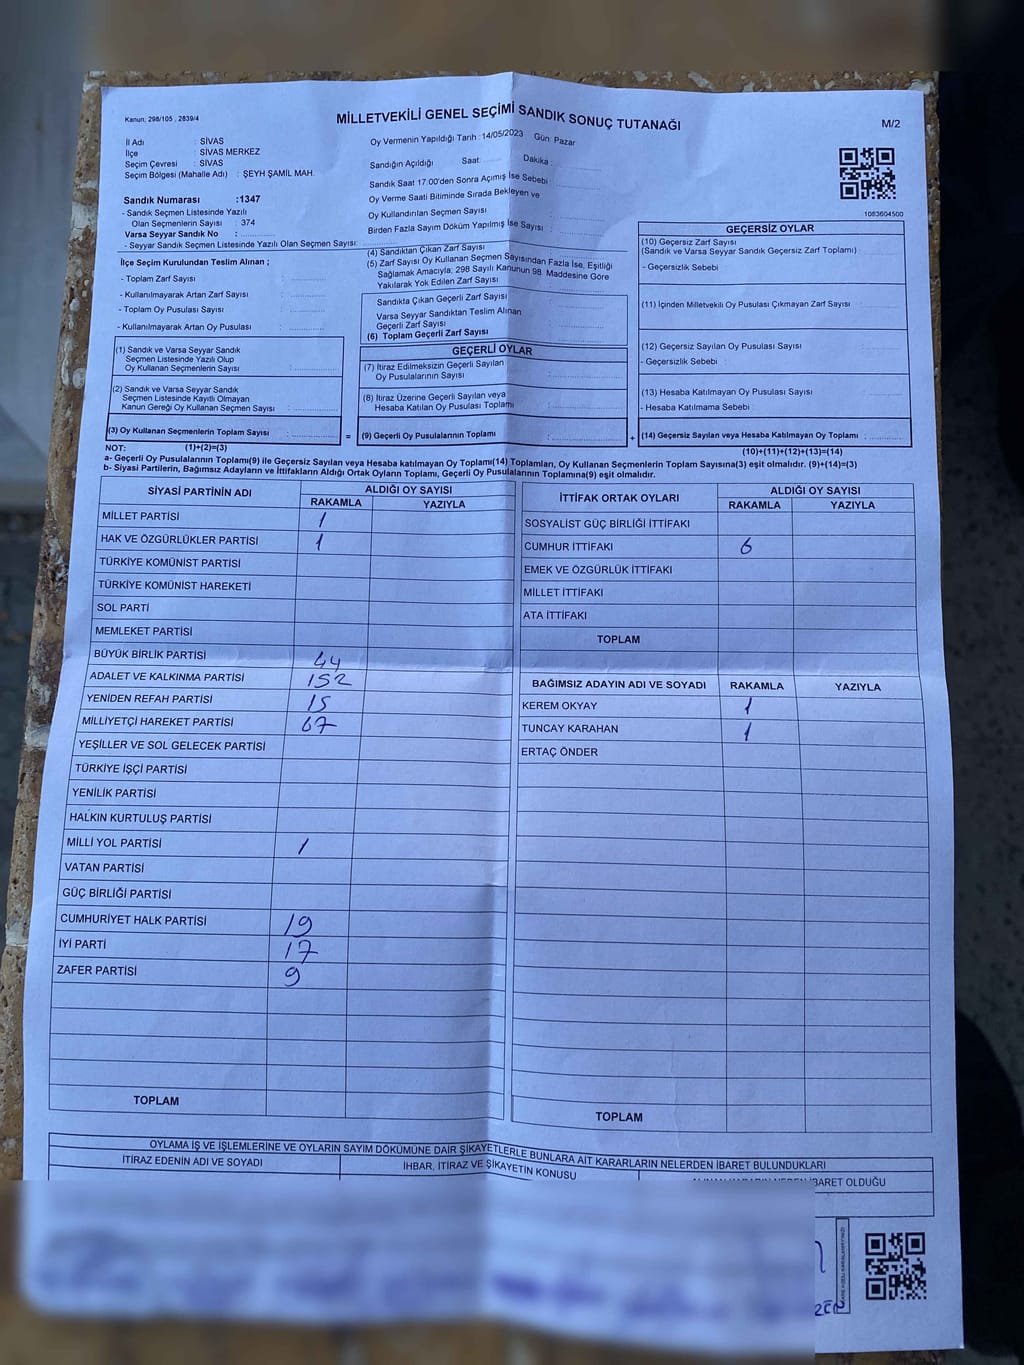 Kanun; 298/105 , 2839/4
MİLLETVEKİLİ GENEL SEÇİMİ SANDIK SONUÇ TUTANAĞI
M/2
İl Adı : SİVAS
İlçe : SİVAS MERKEZ
Seçim Çevresi : SİVAS
Seçim Bölgesi (Mahalle Adı) : ŞEYH ŞAMİL MAH.
Oy Vermenin Yapıldığı Tarih : 14/05/2023 Gün: Pazar
Sandığın Açıldığı Saat: Dakika :
Sandık Saat 17:00'den Sonra Açımış İse Sebebi :
Oy Verme Saati Bitiminde Sırada Bekleyen ve
Oy Kullandırılan Seçmen Sayısı :
Birden Fazla Sayım Döküm Yapılmış İse Sayısı :
1083604500
Sandık Numarası :1347
- Sandık Seçmen Listesinde Yazılı
Olan Seçmenlerin Sayısı : 374
Varsa Seyyar Sandık No :
- Seyyar Sandık Seçmen Listesinde Yazılı Olan Seçmen Sayısı:
İlçe Seçim Kurulundan Teslim Alınan ;
- Toplam Zarf Sayısı :
- Kullanılmayarak Artan Zarf Sayısı :
- Toplam Oy Pusulası Sayısı :
- Kullanılmayarak Artan Oy Pusulası :
(4) Sandıktan Çıkan Zarf Sayısı :
(5) Zarf Sayısı Oy Kullanan Seçmen Sayısından Fazla İse, Eşitliği
Sağlamak Amacıyla; 298 Sayılı Kanunun 98. Maddesine Göre
Yakılarak Yok Edilen Zarf Sayısı :
Sandıkta Çıkan Geçerli Zarf Sayısı :
Varsa Seyyar Sandıktan Teslim Alınan
Geçerli Zarf Sayısı :
(6) Toplam Geçerli Zarf Sayısı :
GEÇERSİZ OYLAR
(10) Geçersiz Zarf Sayısı
(Sandık ve Varsa Seyyar Sandık Geçersiz Zarf Toplamı) :
- Geçersizlik Sebebi :
(11) İçinden Milletvekili Oy Pusulası Çıkmayan Zarf Sayısı :
(12) Geçersiz Sayılan Oy Pusulası Sayısı :
- Geçersizlik Sebebi :
(13) Hesaba Katılmayan Oy Pusulası Sayısı :
- Hesaba Katılmama Sebebi :
(1) Sandık ve Varsa Seyyar Sandık
Seçmen Listesinde Yazılı Olup
Oy Kullanan Seçmenlerin Sayısı :
(2) Sandık ve Varsa Seyyar Sandık
Seçmen Listesinde Kayıtlı Olmayan
Kanun Gereği Oy Kullanan Seçmen Sayısı :
GEÇERLİ OYLAR
(7) İtiraz Edilmeksizin Geçerli Sayılan
Oy Pusulalarının Sayısı :
(8) İtiraz Üzerine Geçerli Sayılan veya
Hesaba Katılan Oy Pusulası Toplamı :
(3) Oy Kullanan Seçmenlerin Toplam Sayısı : = (9) Geçerli Oy Pusulalarının Toplamı : + (14) Geçersiz Sayılan veya Hesaba Katılmayan Oy Toplamı :
NOT: (1)+(2)=(3) (10)+(11)+(12)+(13)=(14)
a- Geçerli Oy Pusulalarının Toplamı(9) ile Geçersiz Sayılan veya Hesaba katılmayan Oy Toplamı(14) Toplamları, Oy Kullanan Seçmenlerin Toplam Sayısına(3) eşit olmalıdır. (9)+(14)=(3)
b- Siyasi Partilerin, Bağımsız Adayların ve İttifakların Aldığı Ortak Oyların Toplamı, Geçerli Oy Pusulalarının Toplamına(9) eşit olmalıdır.
SİYASİ PARTİNİN ADI ALDIĞI OY SAYISI
RAKAMLA YAZIYLA
MİLLET PARTİSİ 1
HAK VE ÖZGÜRLÜKLER PARTİSİ 1
TÜRKİYE KOMÜNİST PARTİSİ
TÜRKİYE KOMÜNİST HAREKETİ
SOL PARTİ
MEMLEKET PARTİSİ
BÜYÜK BİRLİK PARTİSİ 44
ADALET VE KALKINMA PARTİSİ 152
YENİDEN REFAH PARTİSİ 15
MİLLİYETÇİ HAREKET PARTİSİ 67
YEŞİLLER VE SOL GELECEK PARTİSİ
TÜRKİYE İŞÇİ PARTİSİ
YENİLİK PARTİSİ
HALKIN KURTULUŞ PARTİSİ
MİLLİ YOL PARTİSİ 1
VATAN PARTİSİ
GÜÇ BİRLİĞİ PARTİSİ
CUMHURİYET HALK PARTİSİ 19
İYİ PARTİ 17
ZAFER PARTİSİ 9
TOPLAM
İTTİFAK ORTAK OYLARI ALDIĞI OY SAYISI
RAKAMLA YAZIYLA
SOSYALİST GÜÇ BİRLİĞİ İTTİFAKI
CUMHUR İTTİFAKI 6
EMEK VE ÖZGÜRLÜK İTTİFAKI
MİLLET İTTİFAKI
ATA İTTİFAKI
TOPLAM
BAĞIMSIZ ADAYIN ADI VE SOYADI RAKAMLA YAZIYLA
KEREM OKYAY 1
TUNCAY KARAHAN 1
ERTAÇ ÖNDER
TOPLAM
OYLAMA İŞ VE İŞLEMLERİNE VE OYLARIN SAYIM DÖKÜMÜNE DAİR ŞİKAYETLERLE BUNLARA AİT KARARLARIN NELERDEN İBARET BULUNDUKLARI
İTİRAZ EDENİN ADI VE SOYADI İHBAR, İTİRAZ VE ŞİKAYETİN KONUSU ALINAN KARARIN NEDEN İBARET OLDUĞU